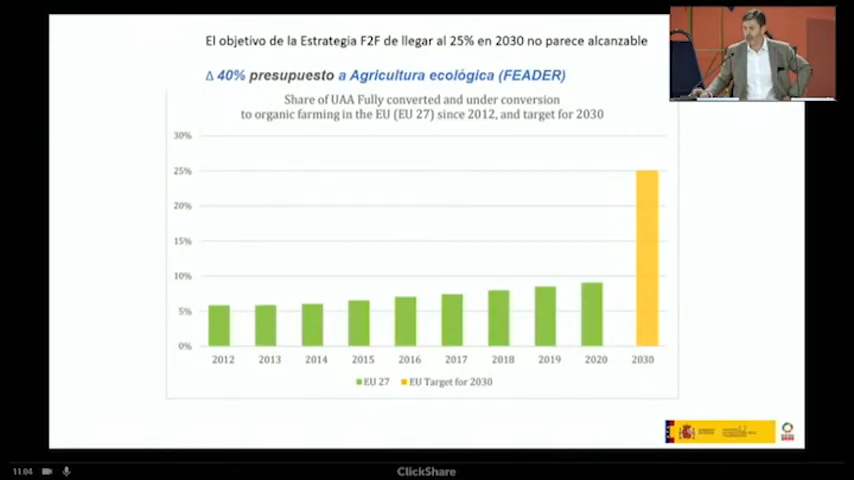 El objetivo de la Estrategia F2F de llegar al 25% en 2030 no parece alcanzable
Δ 40% presupuesto a Agricultura ecológica (FEADER)
Share of UAA Fully converted and under conversion
to organic farming in the EU (EU 27) since 2012, and target for 2030
30%
25%
20%
15%
10%
5%
0%
2012 2013 2014 2015 2016 2017 2018 2019 2020 2030
EU 27 EU Target for 2030
11:04
ClickShare